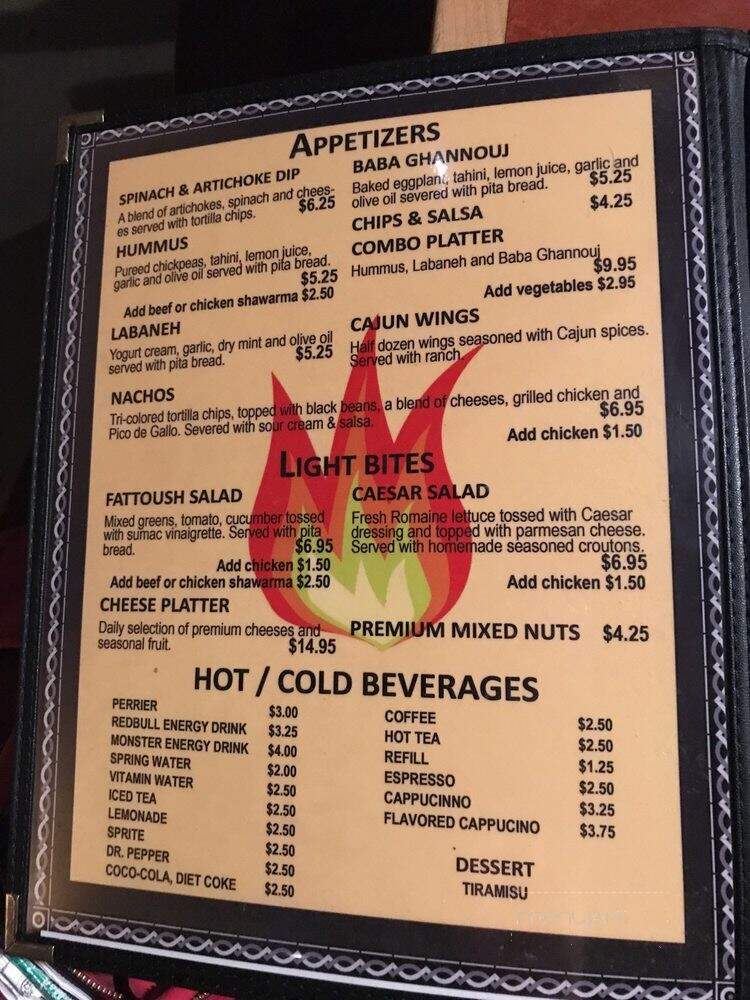 APPETIZERS
SPINACH & ARTICHOKE DIP
A blend of artichokes, spinach and chees-
es served with tortilla chips. $6.25
HUMMUS
Pureed chickpeas, tahini, lemon juice,
garlic and olive oil served with pita bread.
$5.25
Add beef or chicken shawarma $2.50
LABANEH
Yogurt cream, garlic, dry mint and olive oil
served with pita bread. $5.25
BABA GHANNOUJ
Baked eggplant, tahini, lemon juice, garlic and
olive oil severed with pita bread. $5.25
CHIPS & SALSA $4.25
COMBO PLATTER
Hummus, Labaneh and Baba Ghannouj
$9.95
Add vegetables $2.95
CAJUN WINGS
Half dozen wings seasoned with Cajun spices.
Served with ranch.
NACHOS
Tri-colored tortilla chips, topped with black beans, a blend of cheeses, grilled chicken and
Pico de Gallo. Severed with sour cream & salsa. $6.95
Add chicken $1.50
LIGHT BITES
FATTOUSH SALAD
Mixed greens, tomato, cucumber tossed
with sumac vinaigrette. Served with pita
bread. $6.95
Add chicken $1.50
Add beef or chicken shawarma $2.50
CAESAR SALAD
Fresh Romaine lettuce tossed with Caesar
dressing and topped with parmesan cheese.
Served with homemade seasoned croutons.
$6.95
Add chicken $1.50
CHEESE PLATTER
Daily selection of premium cheeses and
seasonal fruit. $14.95
PREMIUM MIXED NUTS $4.25
HOT / COLD BEVERAGES
PERRIER $3.00
REDBULL ENERGY DRINK $3.25
MONSTER ENERGY DRINK $4.00
SPRING WATER $2.00
VITAMIN WATER $2.50
ICED TEA $2.50
LEMONADE $2.50
SPRITE $2.50
DR. PEPPER $2.50
COCO-COLA, DIET COKE $2.50
COFFEE $2.50
HOT TEA $2.50
REFILL $1.25
ESPRESSO $2.50
CAPPUCINNO $3.25
FLAVORED CAPPUCINO $3.75
DESSERT
TIRAMISU